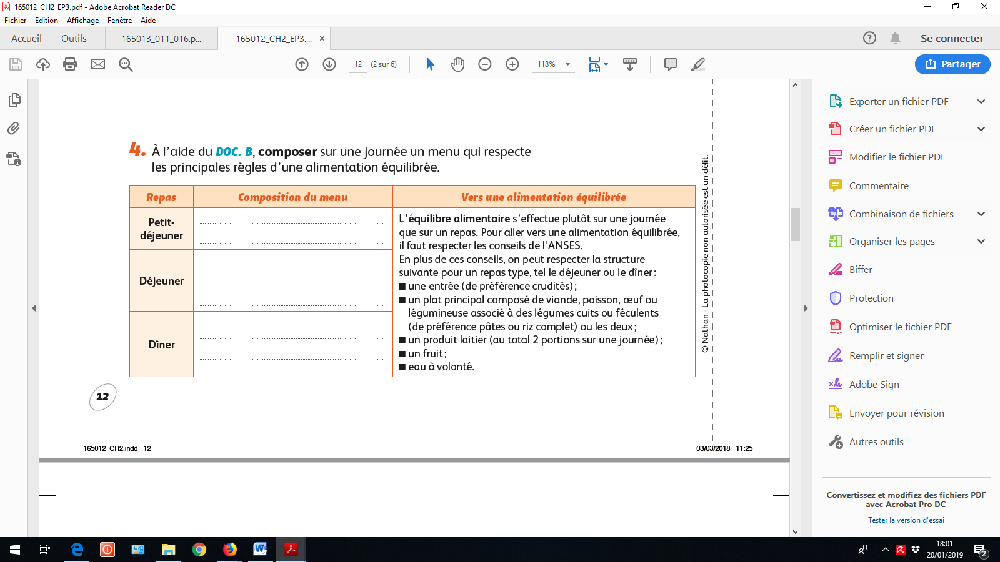 165012_CH2_EP3.pdf - Adobe Acrobat Reader DC
Fichier Edition Affichage Fenêtre Aide
Accueil Outils 165013_011_016.p... 165012_CH2_EP3.... × Se connecter
12 (2 sur 6) 118% Partager
4. À l'aide du DOC. B, composer sur une journée un menu qui respecte
les principales règles d'une alimentation équilibrée.
Repas Composition du menu Vers une alimentation équilibrée
Petit-
déjeuner
Déjeuner
Dîner
L'équilibre alimentaire s'effectue plutôt sur une journée
que sur un repas. Pour aller vers une alimentation équilibrée,
il faut respecter les conseils de l'ANSES.
En plus de ces conseils, on peut respecter la structure
suivante pour un repas type, tel le déjeuner ou le dîner :
■ une entrée (de préférence crudités) ;
■ un plat principal composé de viande, poisson, œuf ou
légumineuse associé à des légumes cuits ou féculents
(de préférence pâtes ou riz complet) ou les deux ;
■ un produit laitier (au total 2 portions sur une journée) ;
■ un fruit ;
■ eau à volonté.
© Nathan - La photocopie non autorisée est un délit.
12
165012_CH2.indd 12 03/03/2018 11:25
Exporter un fichier PDF
Créer un fichier PDF
Modifier le fichier PDF
Commentaire
Combinaison de fichiers
Organiser les pages
Biffer
Protection
Optimiser le fichier PDF
Remplir et signer
Adobe Sign
Envoyer pour révision
Autres outils
Convertissez et modifiez des fichiers PDF
avec Acrobat Pro DC
Tester la version d'essai
18:01
20/01/2019
2